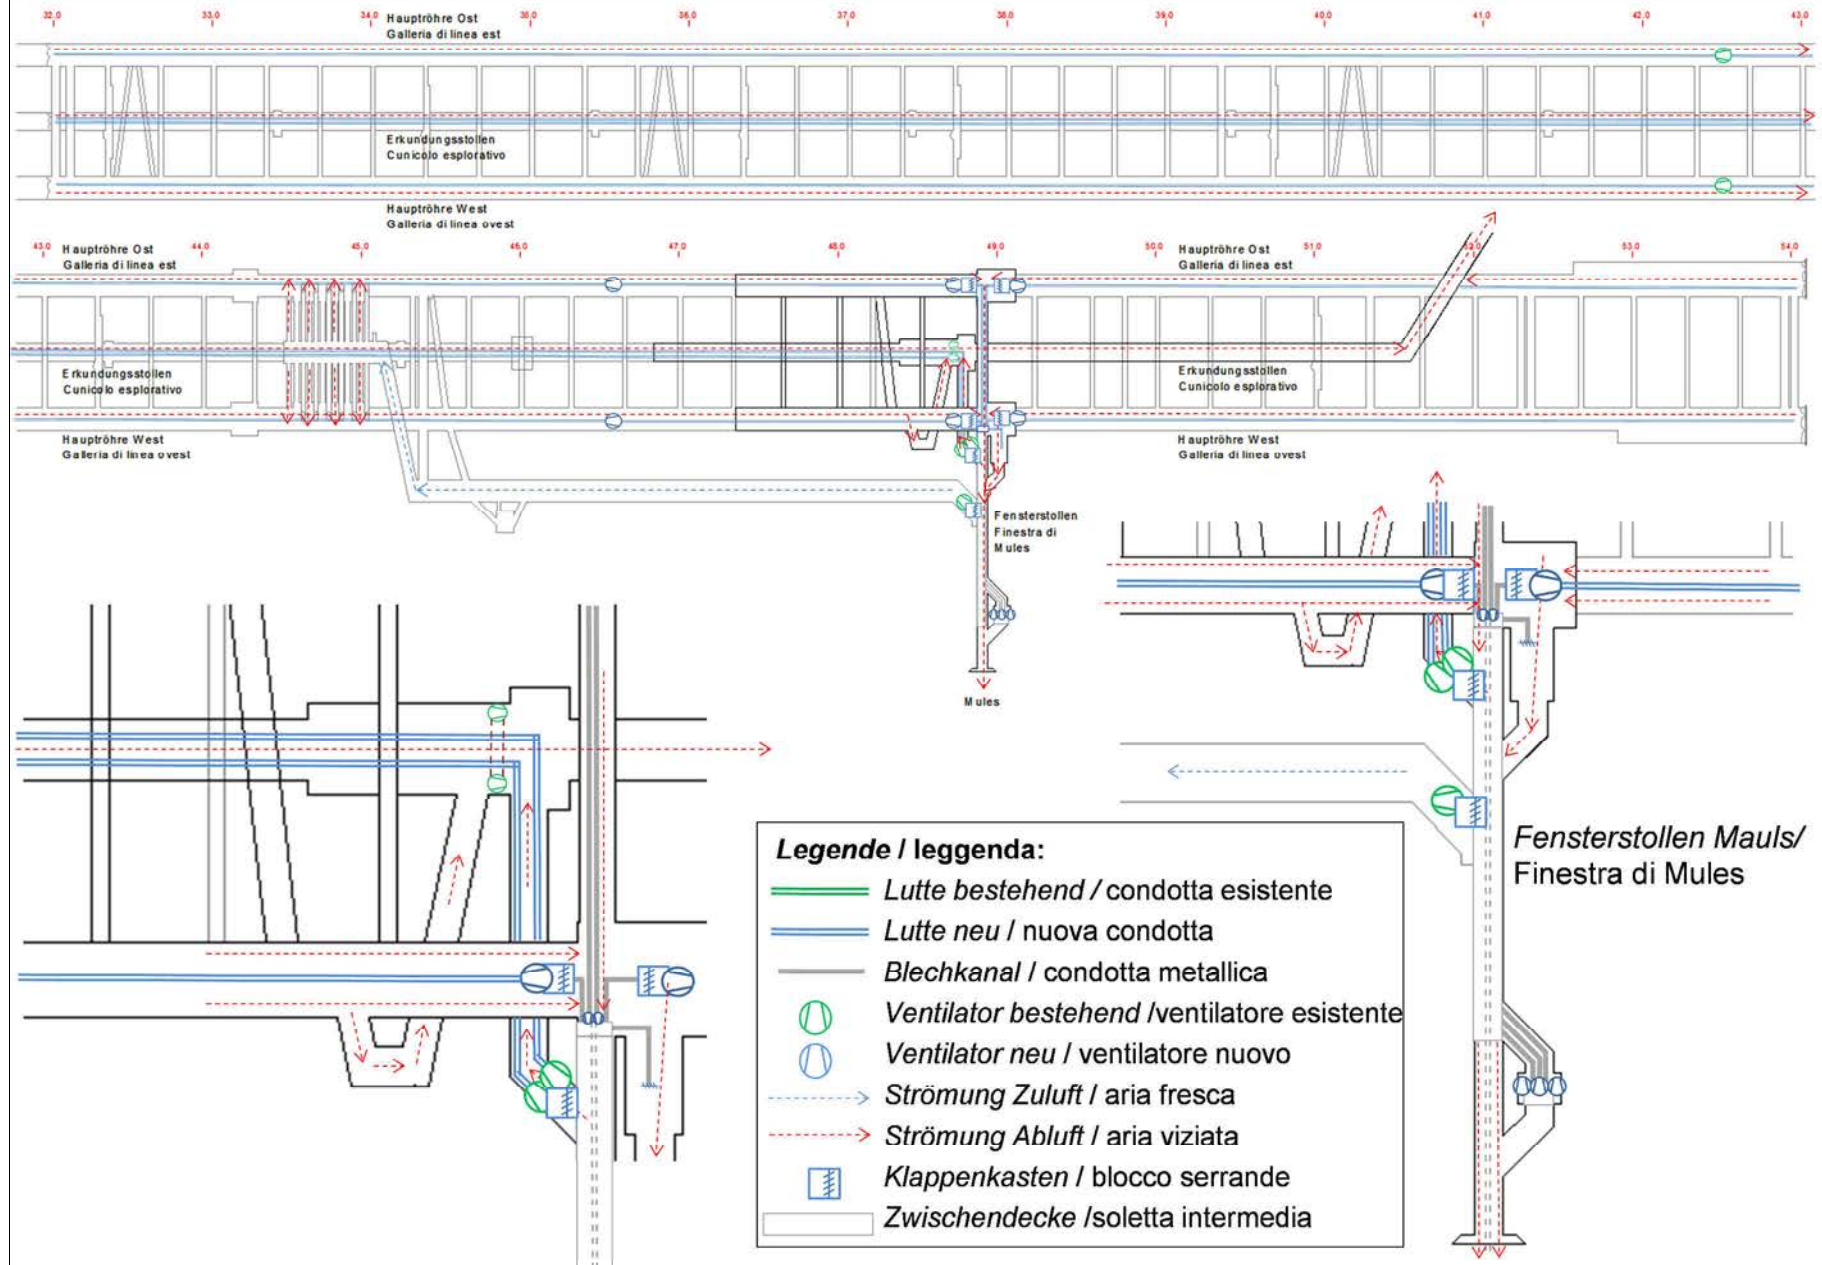 32.0 33.0 34.0 35.0 36.0 37.0 38.0 39.0 40.0 41.0 42.0 43.0
Hauptröhre Ost
Galleria di linea est
Erkundungsstollen
Cunicolo esplorativo
Hauptröhre West
Galleria di linea ovest
43.0 44.0 45.0 46.0 47.0 48.0 49.0 50.0 51.0 52.0 53.0 54.0
Hauptröhre Ost
Galleria di linea est
Hauptröhre Ost
Galleria di linea est
Erkundungsstollen
Cunicolo esplorativo
Erkundungsstollen
Cunicolo esplorativo
Hauptröhre West
Galleria di linea ovest
Hauptröhre West
Galleria di linea ovest
Fensterstollen
Finestra di
Mules
Mules
Fensterstollen Mauls/
Finestra di Mules
Legende / leggenda:
Lutte bestehend / condotta esistente
Lutte neu / nuova condotta
Blechkanal / condotta metallica
Ventilator bestehend /ventilatore esistente
Ventilator neu / ventilatore nuovo
Strömung Zuluft / aria fresca
Strömung Abluft / aria viziata
Klappenkasten / blocco serrande
Zwischendecke /soletta intermedia